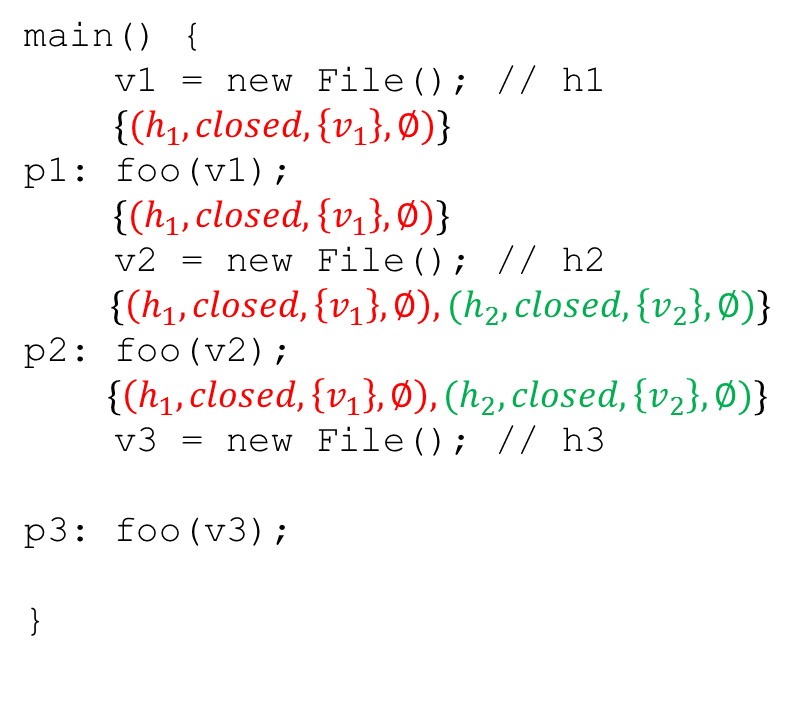 main() {
v1 = new File(); // h1
{(h₁, closed, {v₁}, ∅)}
p1: foo(v1);
{(h₁, closed, {v₁}, ∅)}
v2 = new File(); // h2
{(h₁, closed, {v₁}, ∅), (h₂, closed, {v₂}, ∅)}
p2: foo(v2);
{(h₁, closed, {v₁}, ∅), (h₂, closed, {v₂}, ∅)}
v3 = new File(); // h3
p3: foo(v3);
}